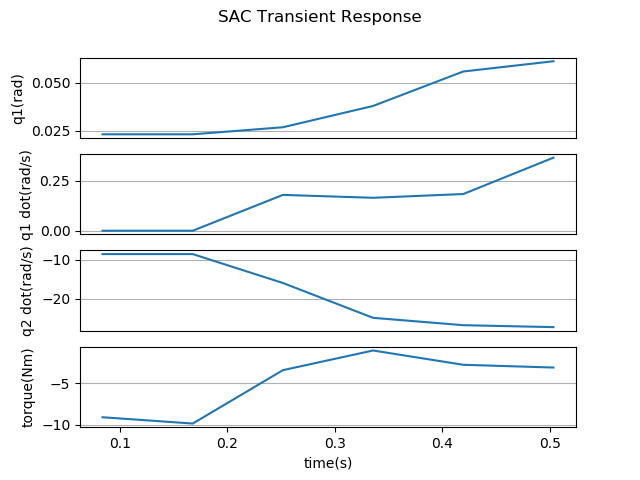 SAC Transient Response
q1(rad)
0.050
0.025
q1 dot(rad/s)
0.25
0.00
q2 dot(rad/s)
−10
−20
torque(Nm)
−5
−10
0.1 0.2 0.3 0.4 0.5
time(s)